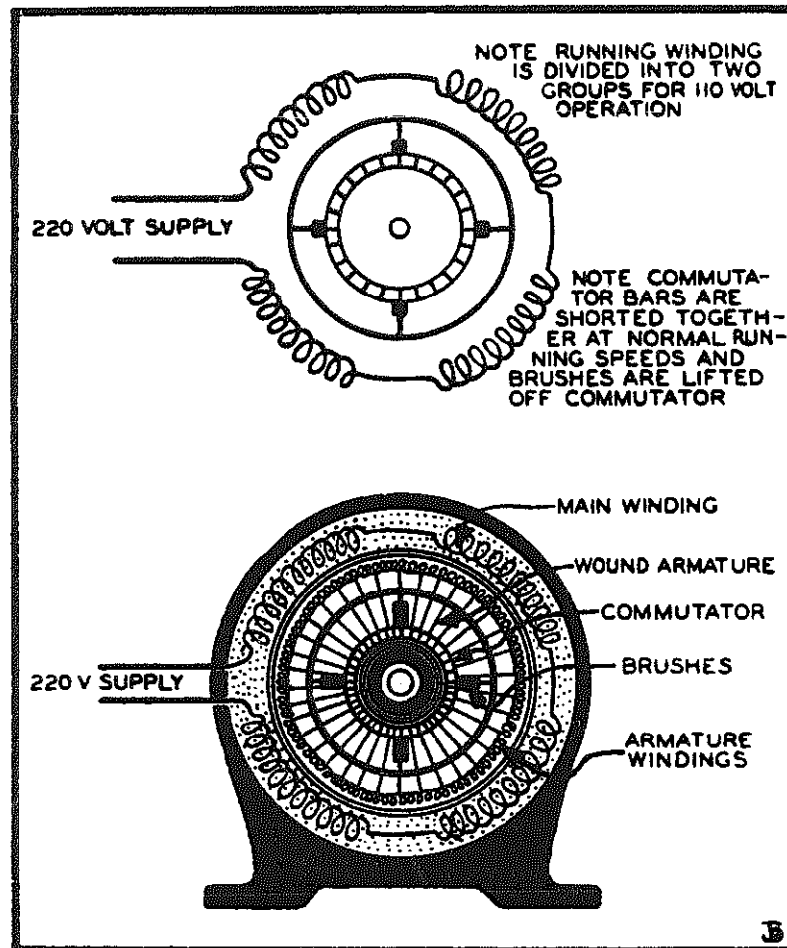 NOTE RUNNING WINDING
IS DIVIDED INTO TWO
GROUPS FOR 110 VOLT
OPERATION
220 VOLT SUPPLY
NOTE COMMUTA-
TOR BARS ARE
SHORTED TOGETH-
ER AT NORMAL RUN-
NING SPEEDS AND
BRUSHES ARE LIFTED
OFF COMMUTATOR
MAIN WINDING
WOUND ARMATURE
COMMUTATOR
BRUSHES
220 V SUPPLY
ARMATURE
WINDINGS